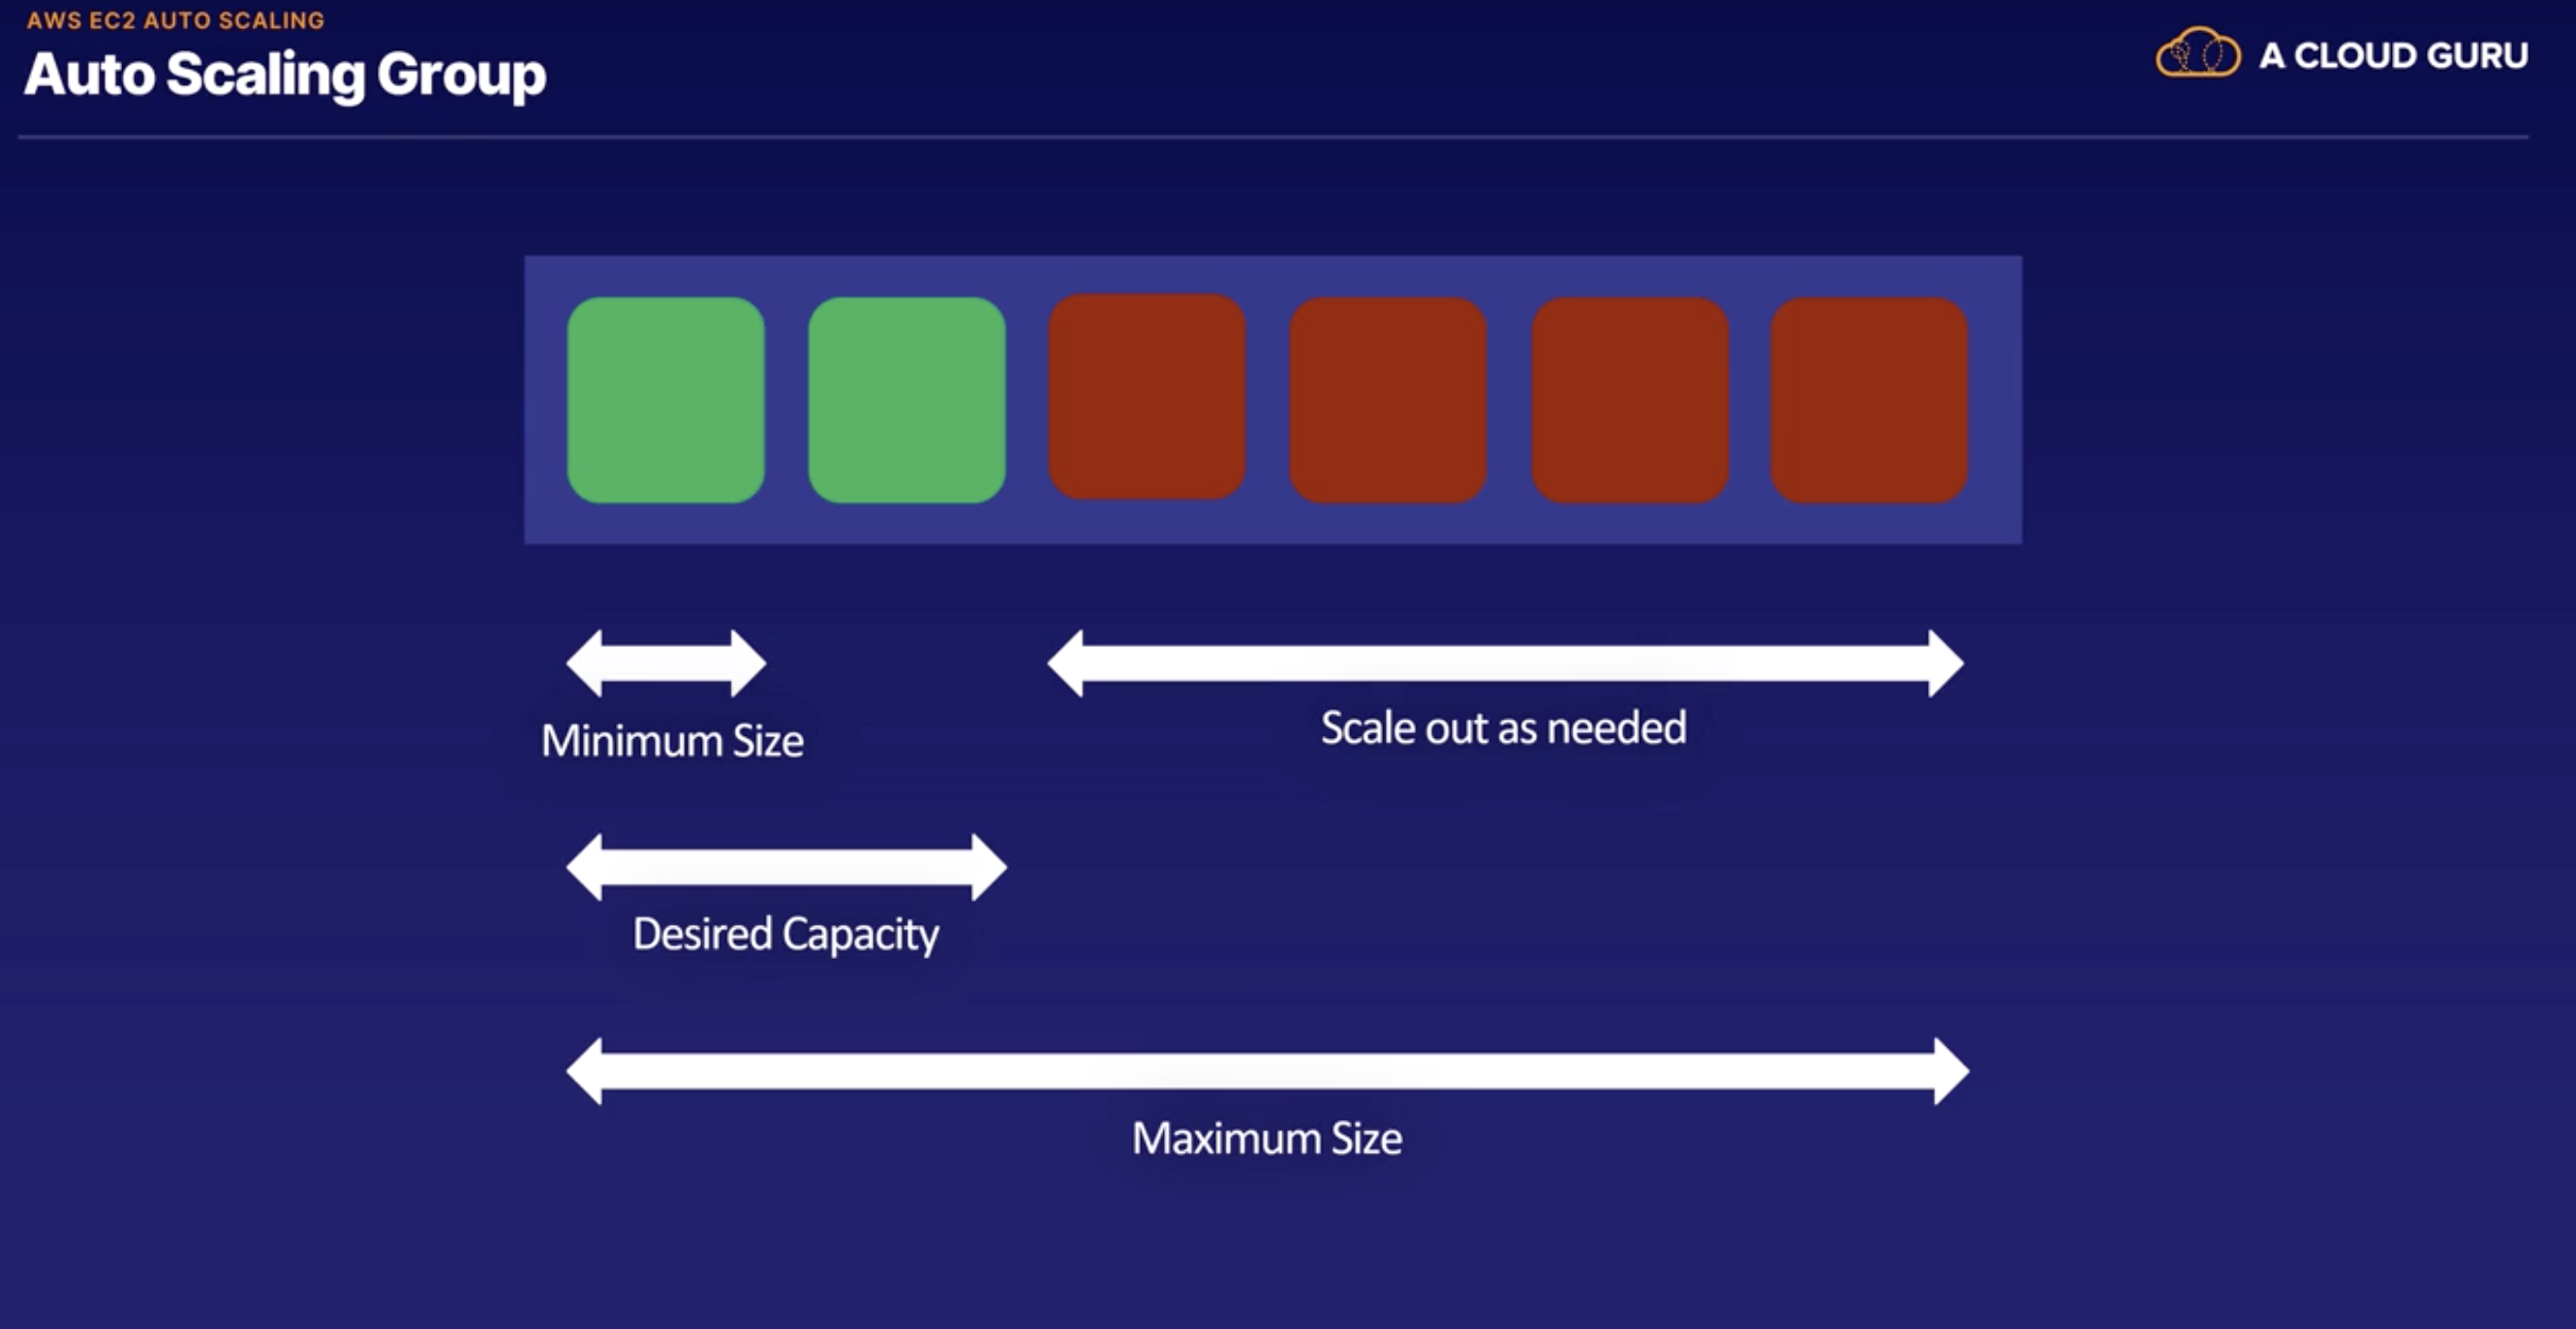 AWS EC2 AUTO SCALING
Auto Scaling Group
A CLOUD GURU
Minimum Size
Scale out as needed
Desired Capacity
Maximum Size